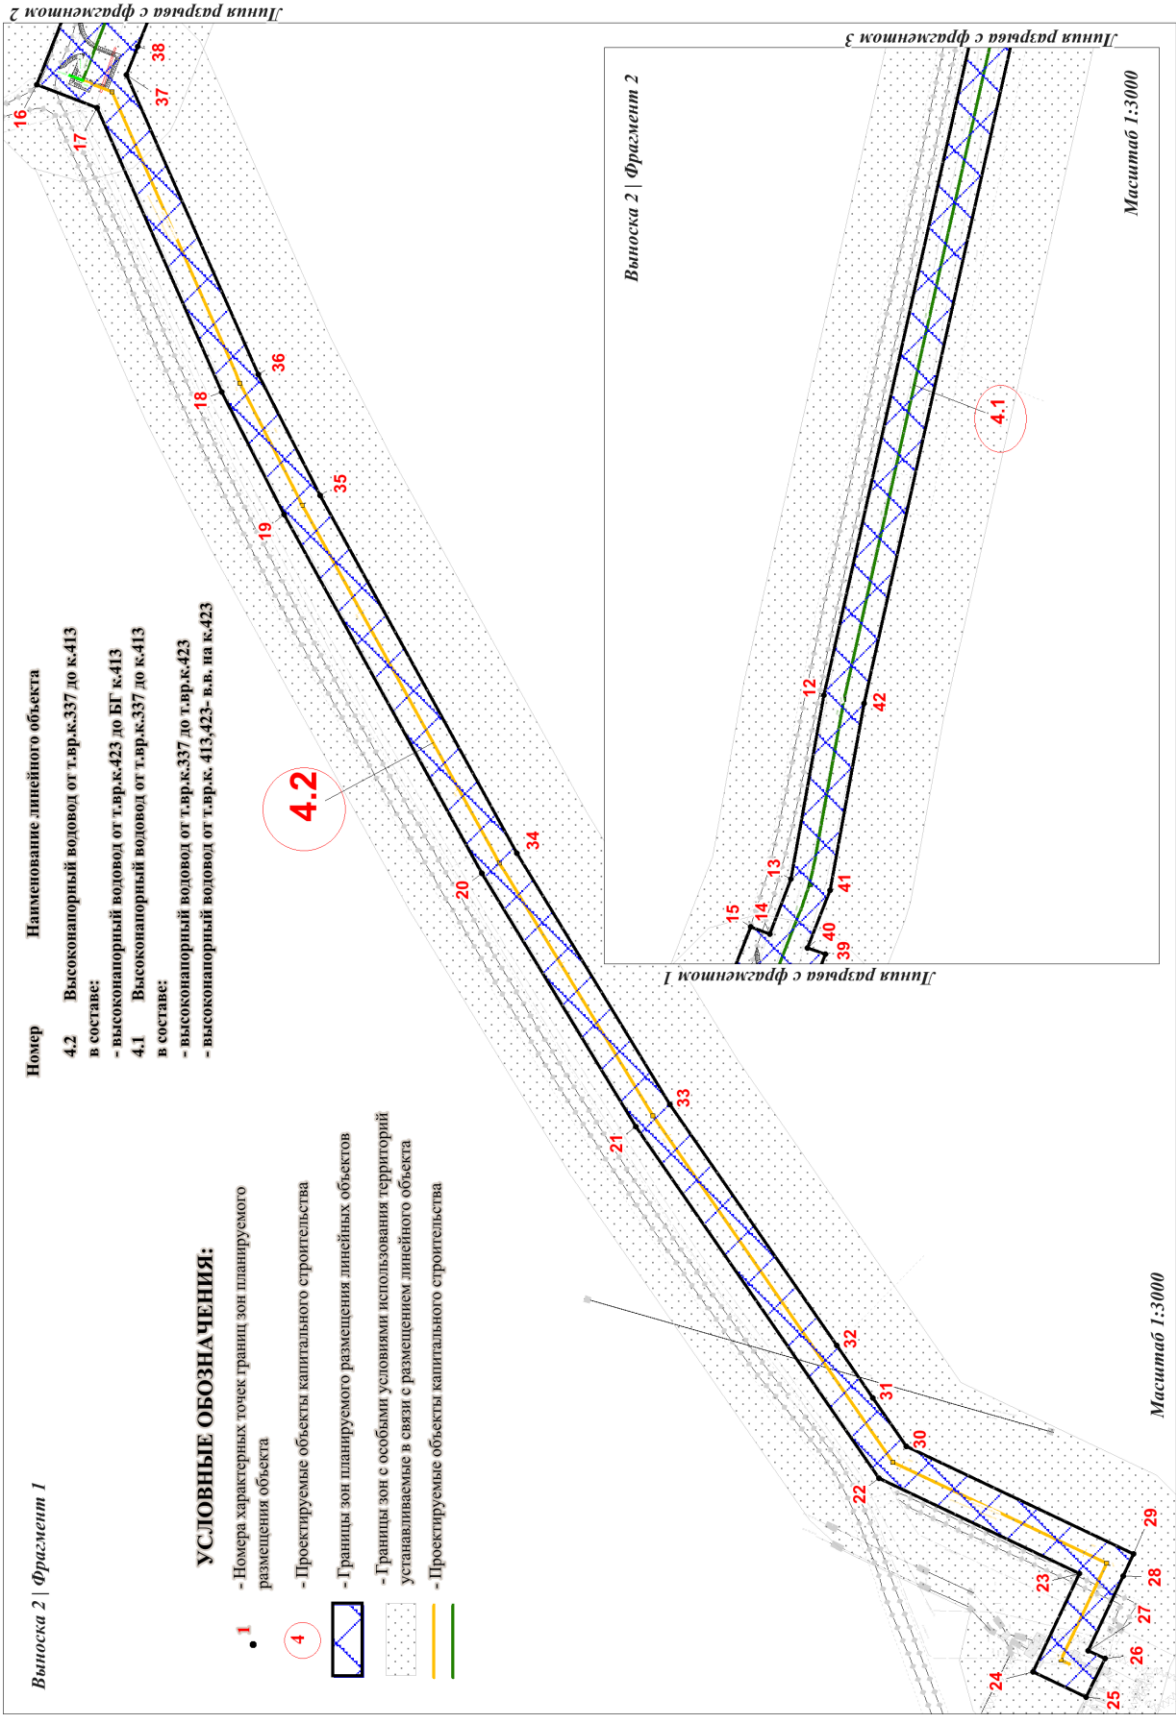 Выноска 2 | Фрагмент 1
УСЛОВНЫЕ ОБОЗНАЧЕНИЯ:
1
- Номера характерных точек границ зон планируемого
размещения объекта
4
- Проектируемые объекты капитального строительства
- Границы зон планируемого размещения линейных объектов
- Границы зон с особыми условиями использования территорий
устанавливаемые в связи с размещением линейного объекта
- Проектируемые объекты капитального строительства
Номер Наименование линейного объекта
4.2 Высоконапорный водовод от т.вр.к.337 до к.413
в составе:
- высоконапорный водовод от т.вр.к.423 до БГ к.413
4.1 Высоконапорный водовод от т.вр.к.337 до к.413
в составе:
- высоконапорный водовод от т.вр.к.337 до т.вр.к.423
- высоконапорный водовод от т.вр.к. 413,423- в.в. на к.423
Линия разрыва с фрагментом 2
16
17
38
37
18
36
19
35
4.2
20
34
21
33
32
31
30
22
23
29
28
27
26
25
24
Масштаб 1:3000
Выноска 2 | Фрагмент 2
Линия разрыва с фрагментом 3
Масштаб 1:3000
4.1
12
42
13
41
15
14
40
39
Линия разрыва с фрагментом 1